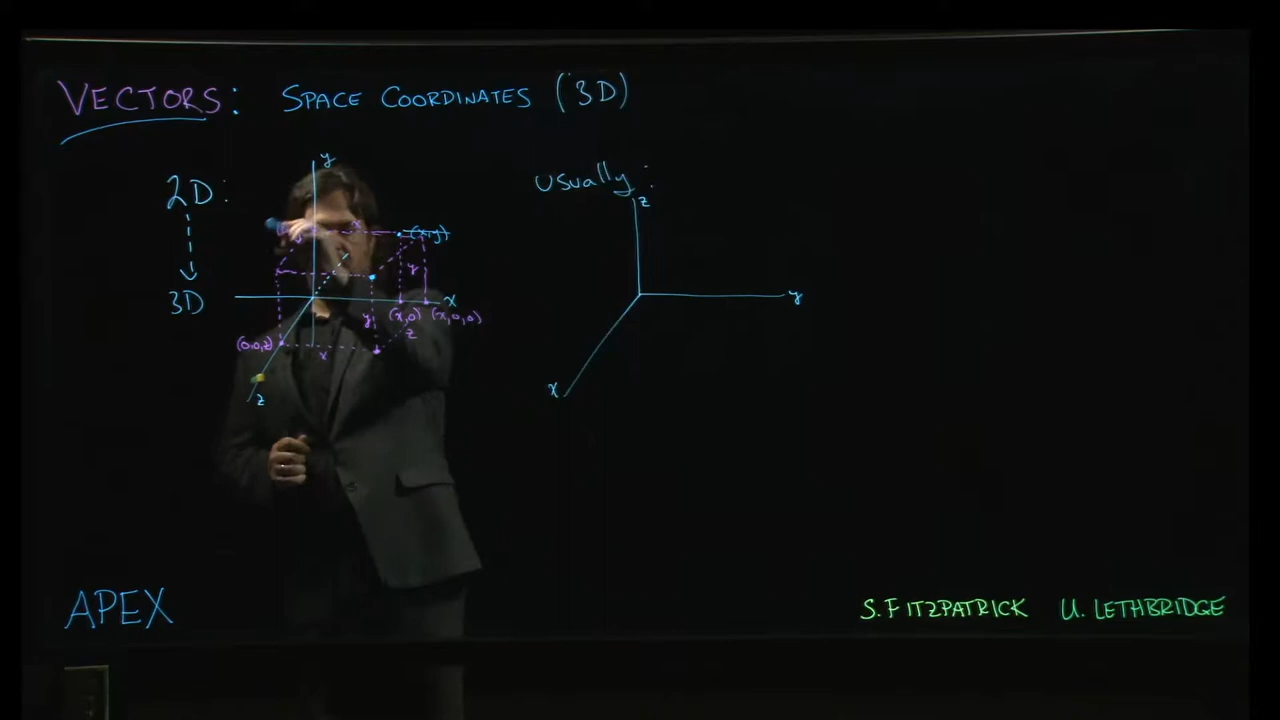 VECTORS: SPACE COORDINATES (3D)
2D:
3D
y
x
(x,y)
y
x
(x,0)
(x,0,0)
z
y
(0,0,z)
x
z
usually:
z
y
x
APEX
S. FITZPATRICK U. LETHBRIDGE